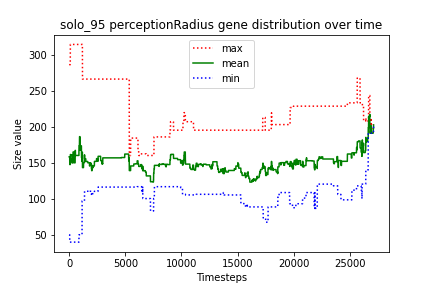 solo_95 perceptionRadius gene distribution over time
max
mean
min
Size value
300
250
200
150
100
50
0
5000
10000
15000
20000
25000
Timesteps